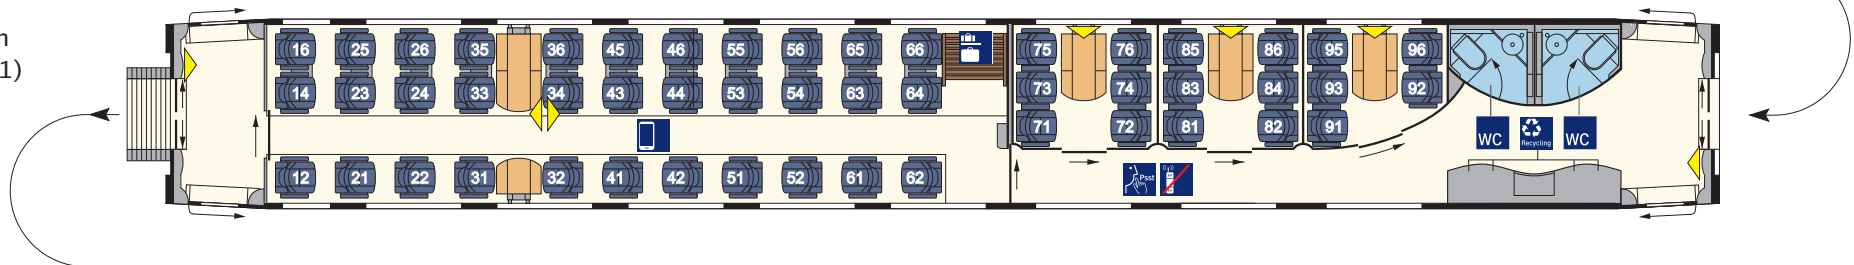 n
1)
16 25 26 35 36 45 46 55 56 65 66 75 76 85 86 95 96
14 23 24 33 34 43 44 53 54 63 64 73 74 83 84 93 92
71 72 81 82 91
WC Recycling WC
12 21 22 31 32 41 42 51 52 61 62
Psst